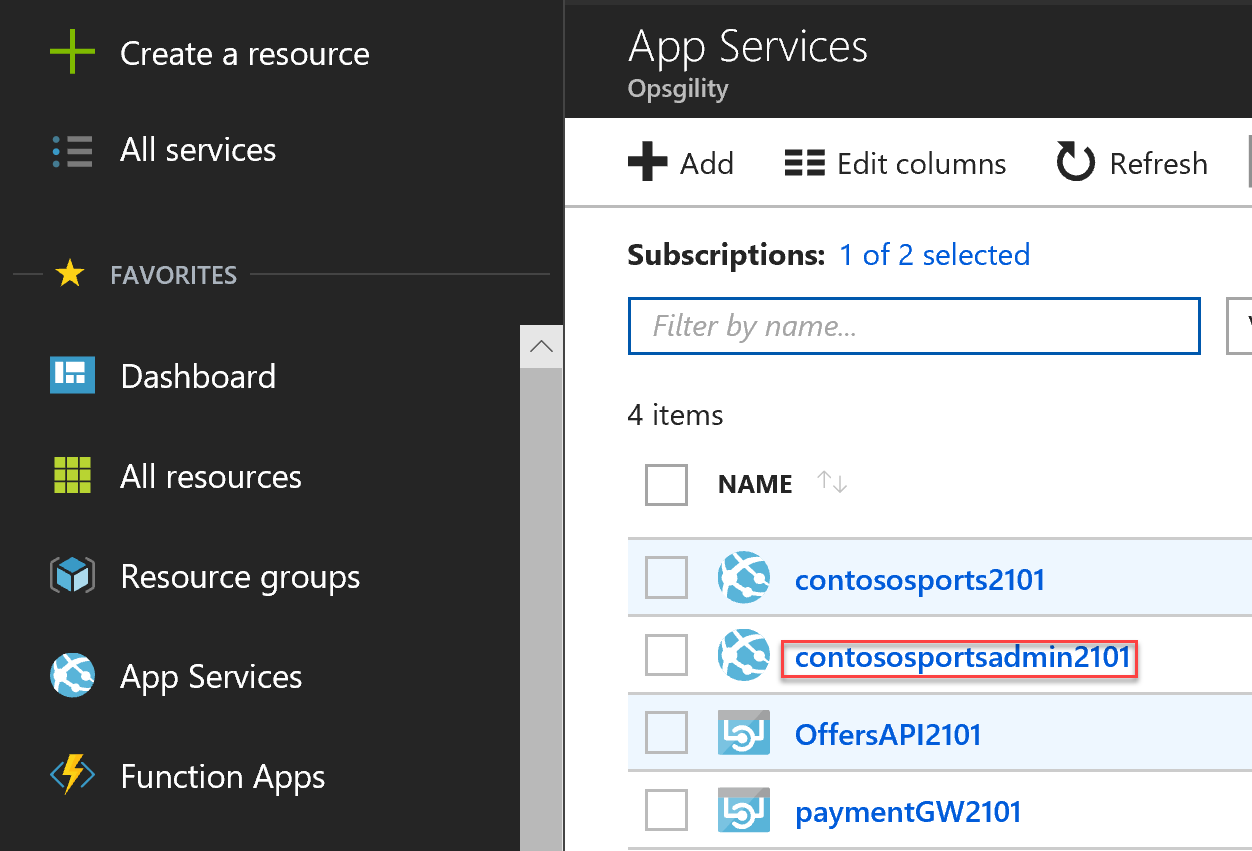 Create a resource
All services
FAVORITES
Dashboard
All resources
Resource groups
App Services
Function Apps
App Services
Opsgility
Add
Edit columns
Refresh
Subscriptions: 1 of 2 selected
Filter by name...
4 items
NAME
contososports2101
contososportsadmin2101
OffersAPI2101
paymentGW2101